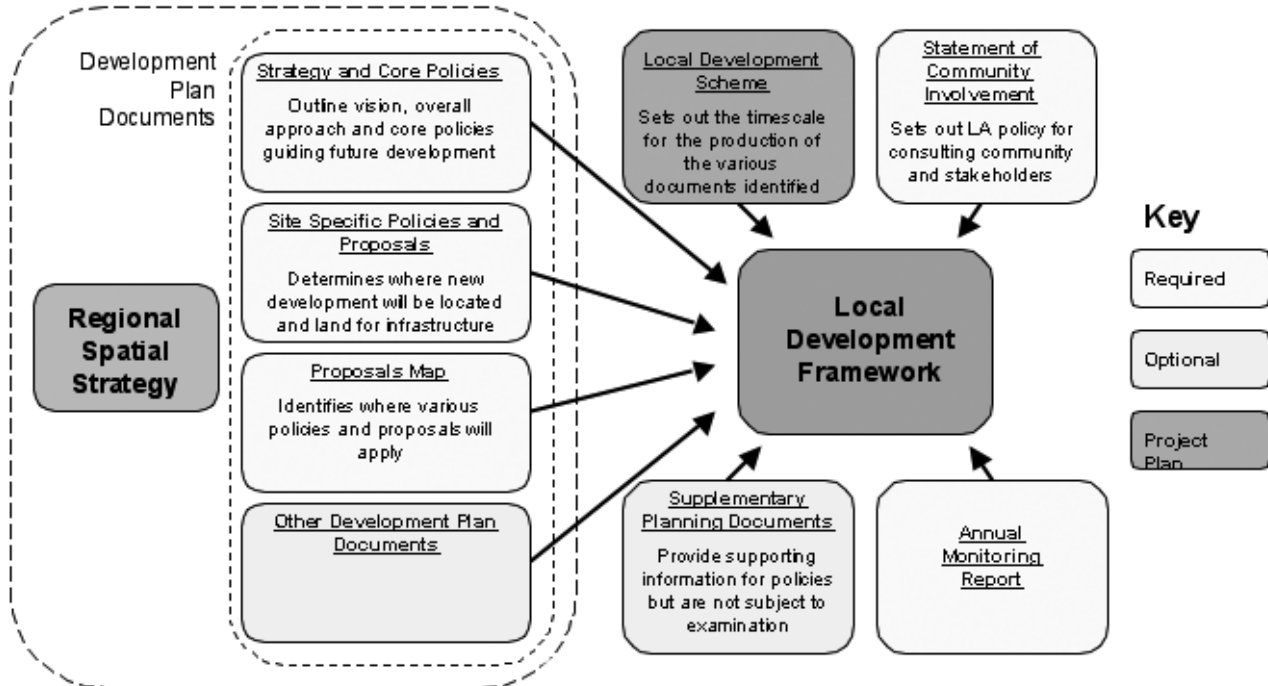 Development
Plan
Documents
Regional
Spatial
Strategy
Strategy and Core Policies
Outline vision, overall
approach and core policies
guiding future development
Site Specific Policies and
Proposals
Determines where new
development will be located
and land for infrastructure
Proposals Map
Identifies where various
policies and proposals will
apply
Other Development Plan
Documents
Local Development
Scheme
Sets out the timescale
for the production of
the various
documents identified
Statement of
Community
Involvement
Sets out LA policy for
consulting community
and stakeholders
Local
Development
Framework
Supplementary
Planning Documents
Provide supporting
information for policies
but are not subject to
examination
Annual
Monitoring
Report
Key
Required
Optional
Project
Plan